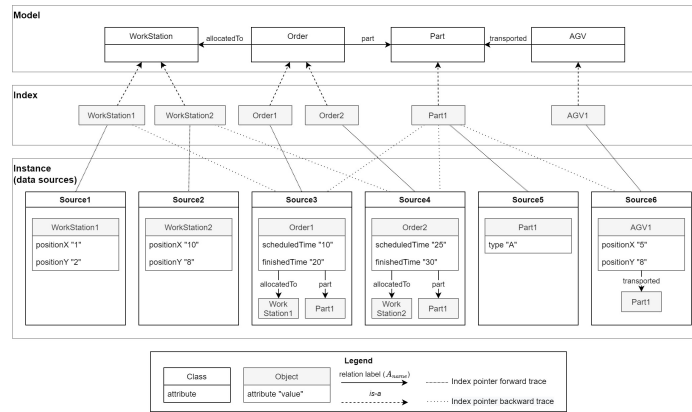 Model
WorkStation
allocatedTo
Order
part
Part
transported
AGV
Index
WorkStation1
WorkStation2
Order1
Order2
Part1
AGV1
Instance
(data sources)
Source1
Source2
Source3
Source4
Source5
Source6
WorkStation1
positionX "1"
positionY "2"
WorkStation2
positionX "10"
positionY "8"
Order1
scheduledTime "10"
finishedTime "20"
allocatedTo
part
Work
Station1
Part1
Order2
scheduledTime "25"
finishedTime "30"
allocatedTo
part
Work
Station2
Part1
Part1
type "A"
AGV1
positionX "5"
positionY "8"
transported
Part1
Legend
Class
attribute
Object
attribute "value"
relation label (Aname)
is-a
Index pointer forward trace
Index pointer backward trace